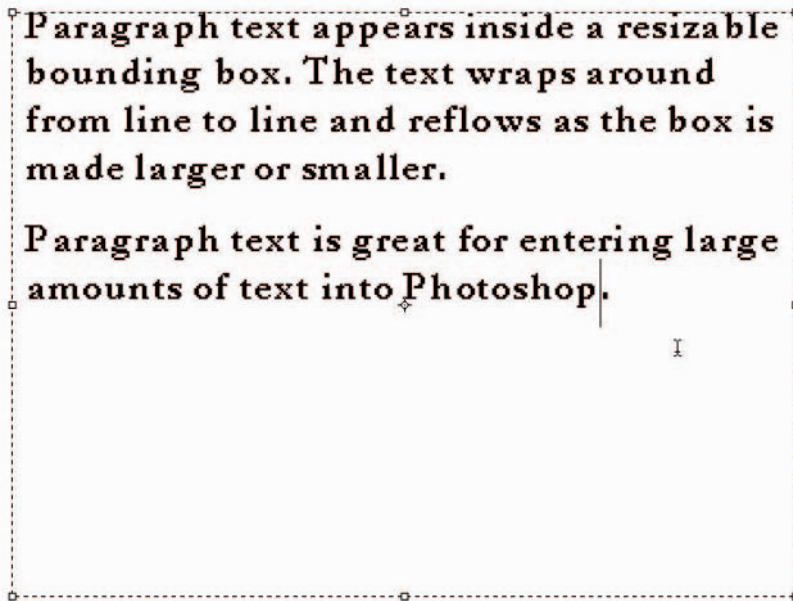 Paragraph text appears inside a resizable
bounding box. The text wraps around
from line to line and reflows as the box is
made larger or smaller.
Paragraph text is great for entering large
amounts of text into Photoshop.